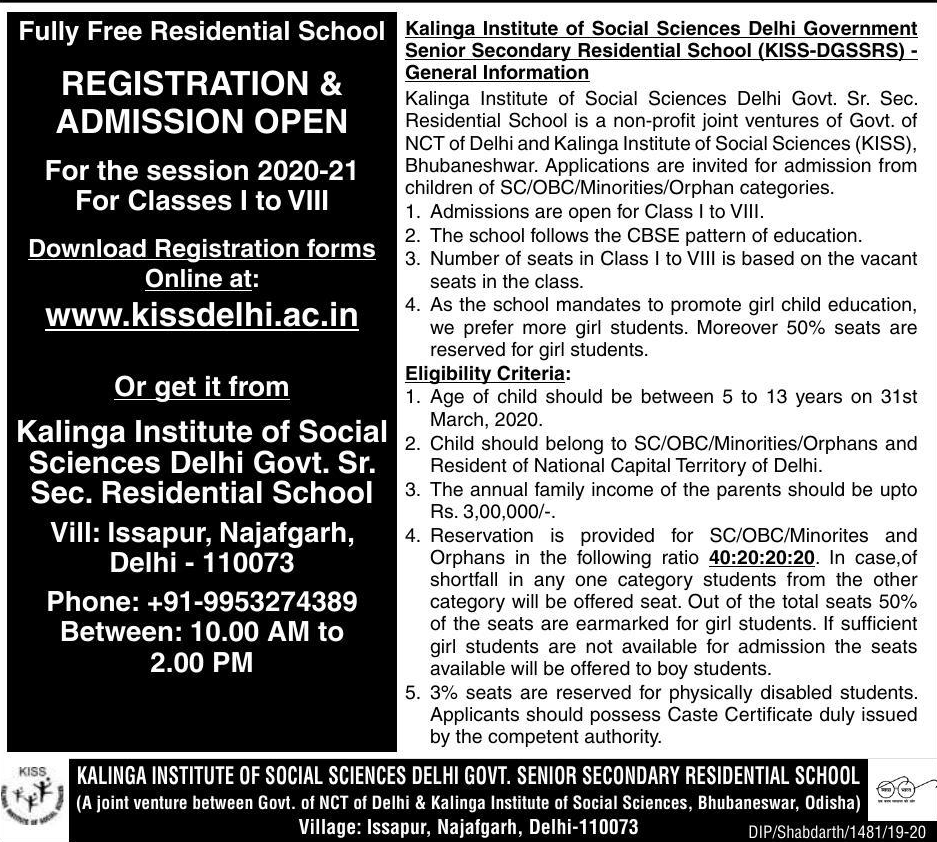 Fully Free Residential School
REGISTRATION &
ADMISSION OPEN
For the session 2020-21
For Classes I to VIII
Download Registration forms
Online at:
www.kissdelhi.ac.in
Or get it from
Kalinga Institute of Social
Sciences Delhi Govt. Sr.
Sec. Residential School
Vill: Issapur, Najafgarh,
Delhi - 110073
Phone: +91-9953274389
Between: 10.00 AM to
2.00 PM
Kalinga Institute of Social Sciences Delhi Government
Senior Secondary Residential School (KISS-DGSSRS) -
General Information
Kalinga Institute of Social Sciences Delhi Govt. Sr. Sec.
Residential School is a non-profit joint ventures of Govt. of
NCT of Delhi and Kalinga Institute of Social Sciences (KISS),
Bhubaneshwar. Applications are invited for admission from
children of SC/OBC/Minorities/Orphan categories.
1. Admissions are open for Class I to VIII.
2. The school follows the CBSE pattern of education.
3. Number of seats in Class I to VIII is based on the vacant
seats in the class.
4. As the school mandates to promote girl child education,
we prefer more girl students. Moreover 50% seats are
reserved for girl students.
Eligibility Criteria:
1. Age of child should be between 5 to 13 years on 31st
March, 2020.
2. Child should belong to SC/OBC/Minorities/Orphans and
Resident of National Capital Territory of Delhi.
3. The annual family income of the parents should be upto
Rs. 3,00,000/-.
4. Reservation is provided for SC/OBC/Minorites and
Orphans in the following ratio 40:20:20:20. In case,of
shortfall in any one category students from the other
category will be offered seat. Out of the total seats 50%
of the seats are earmarked for girl students. If sufficient
girl students are not available for admission the seats
available will be offered to boy students.
5. 3% seats are reserved for physically disabled students.
Applicants should possess Caste Certificate duly issued
by the competent authority.
KISS
KALINGA INSTITUTE OF SOCIAL SCIENCES DELHI GOVT. SENIOR SECONDARY RESIDENTIAL SCHOOL
(A joint venture between Govt. of NCT of Delhi & Kalinga Institute of Social Sciences, Bhubaneswar, Odisha)
Village: Issapur, Najafgarh, Delhi-110073
DIP/Shabdarth/1481/19-20